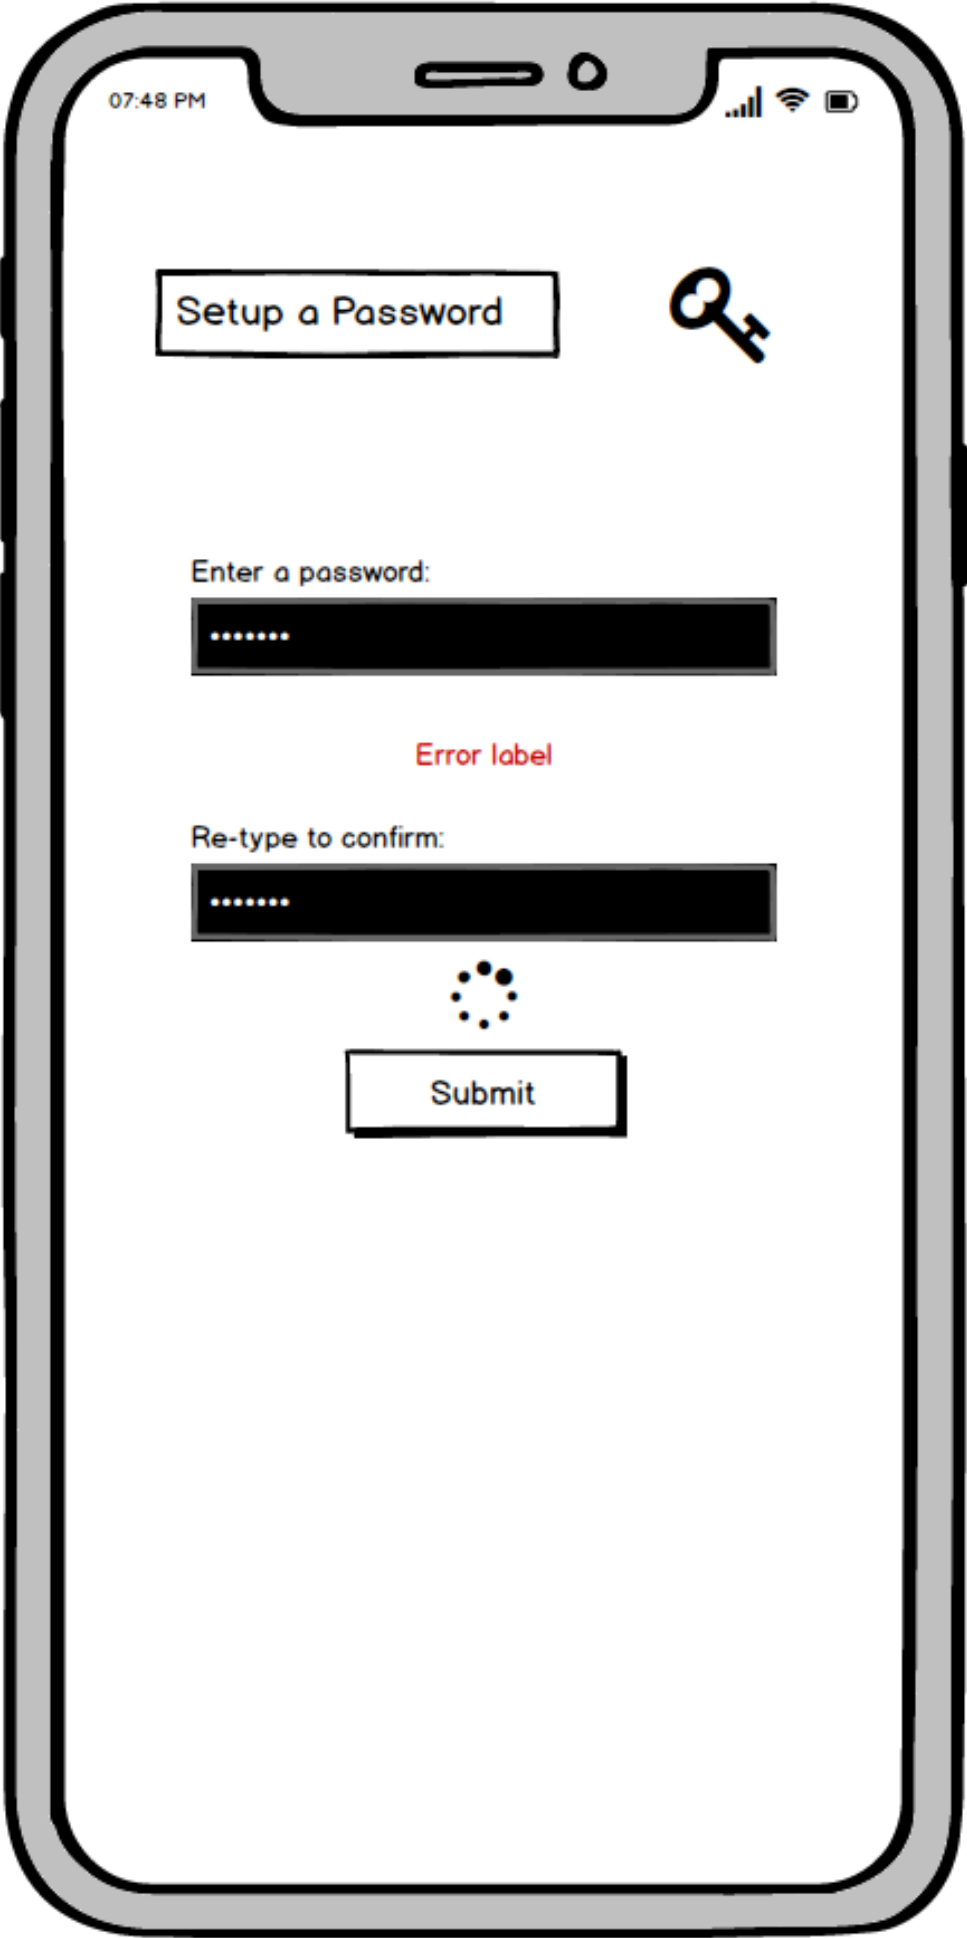 07:48 PM
Setup a Password
Enter a password:
•••••••
Error label
Re-type to confirm:
•••••••
Submit